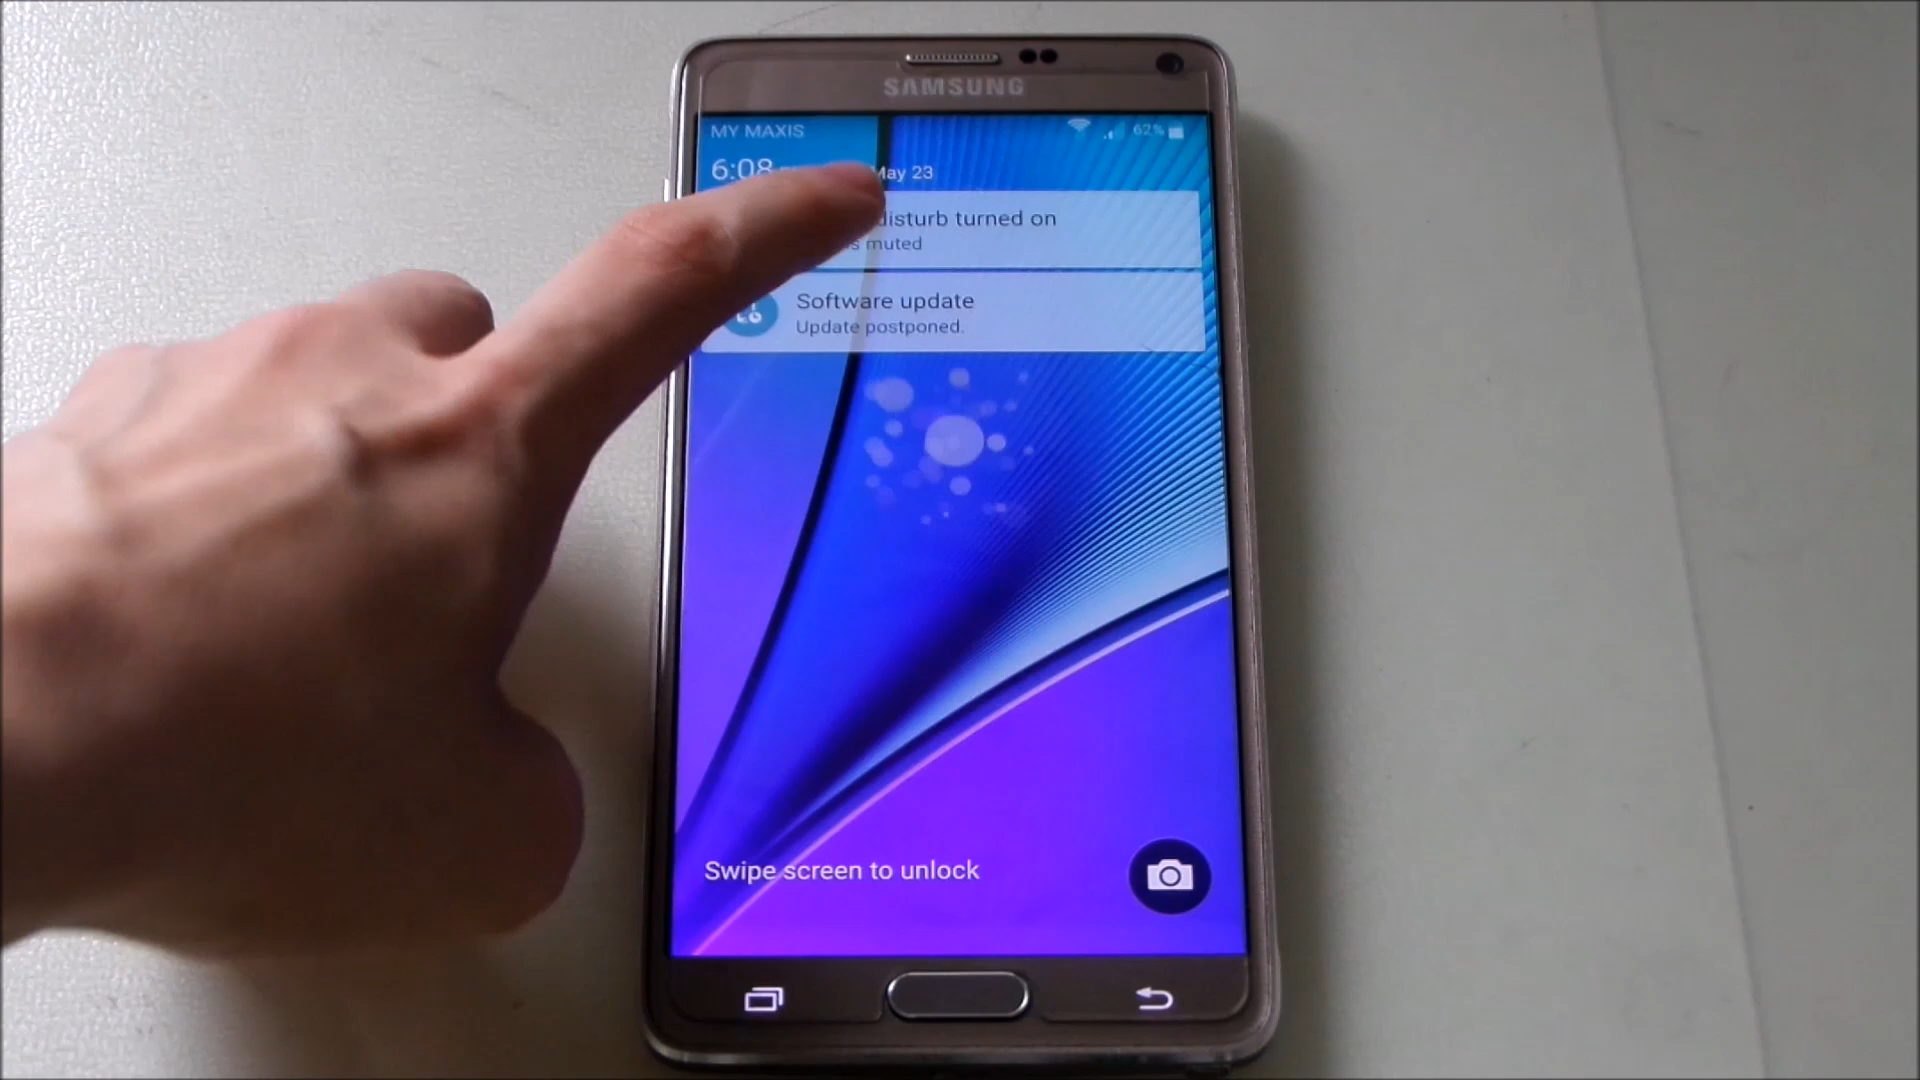 SAMSUNG
MY MAXIS
62%
6:08
May 23
disturb turned on
muted
Software update
Update postponed.
Swipe screen to unlock